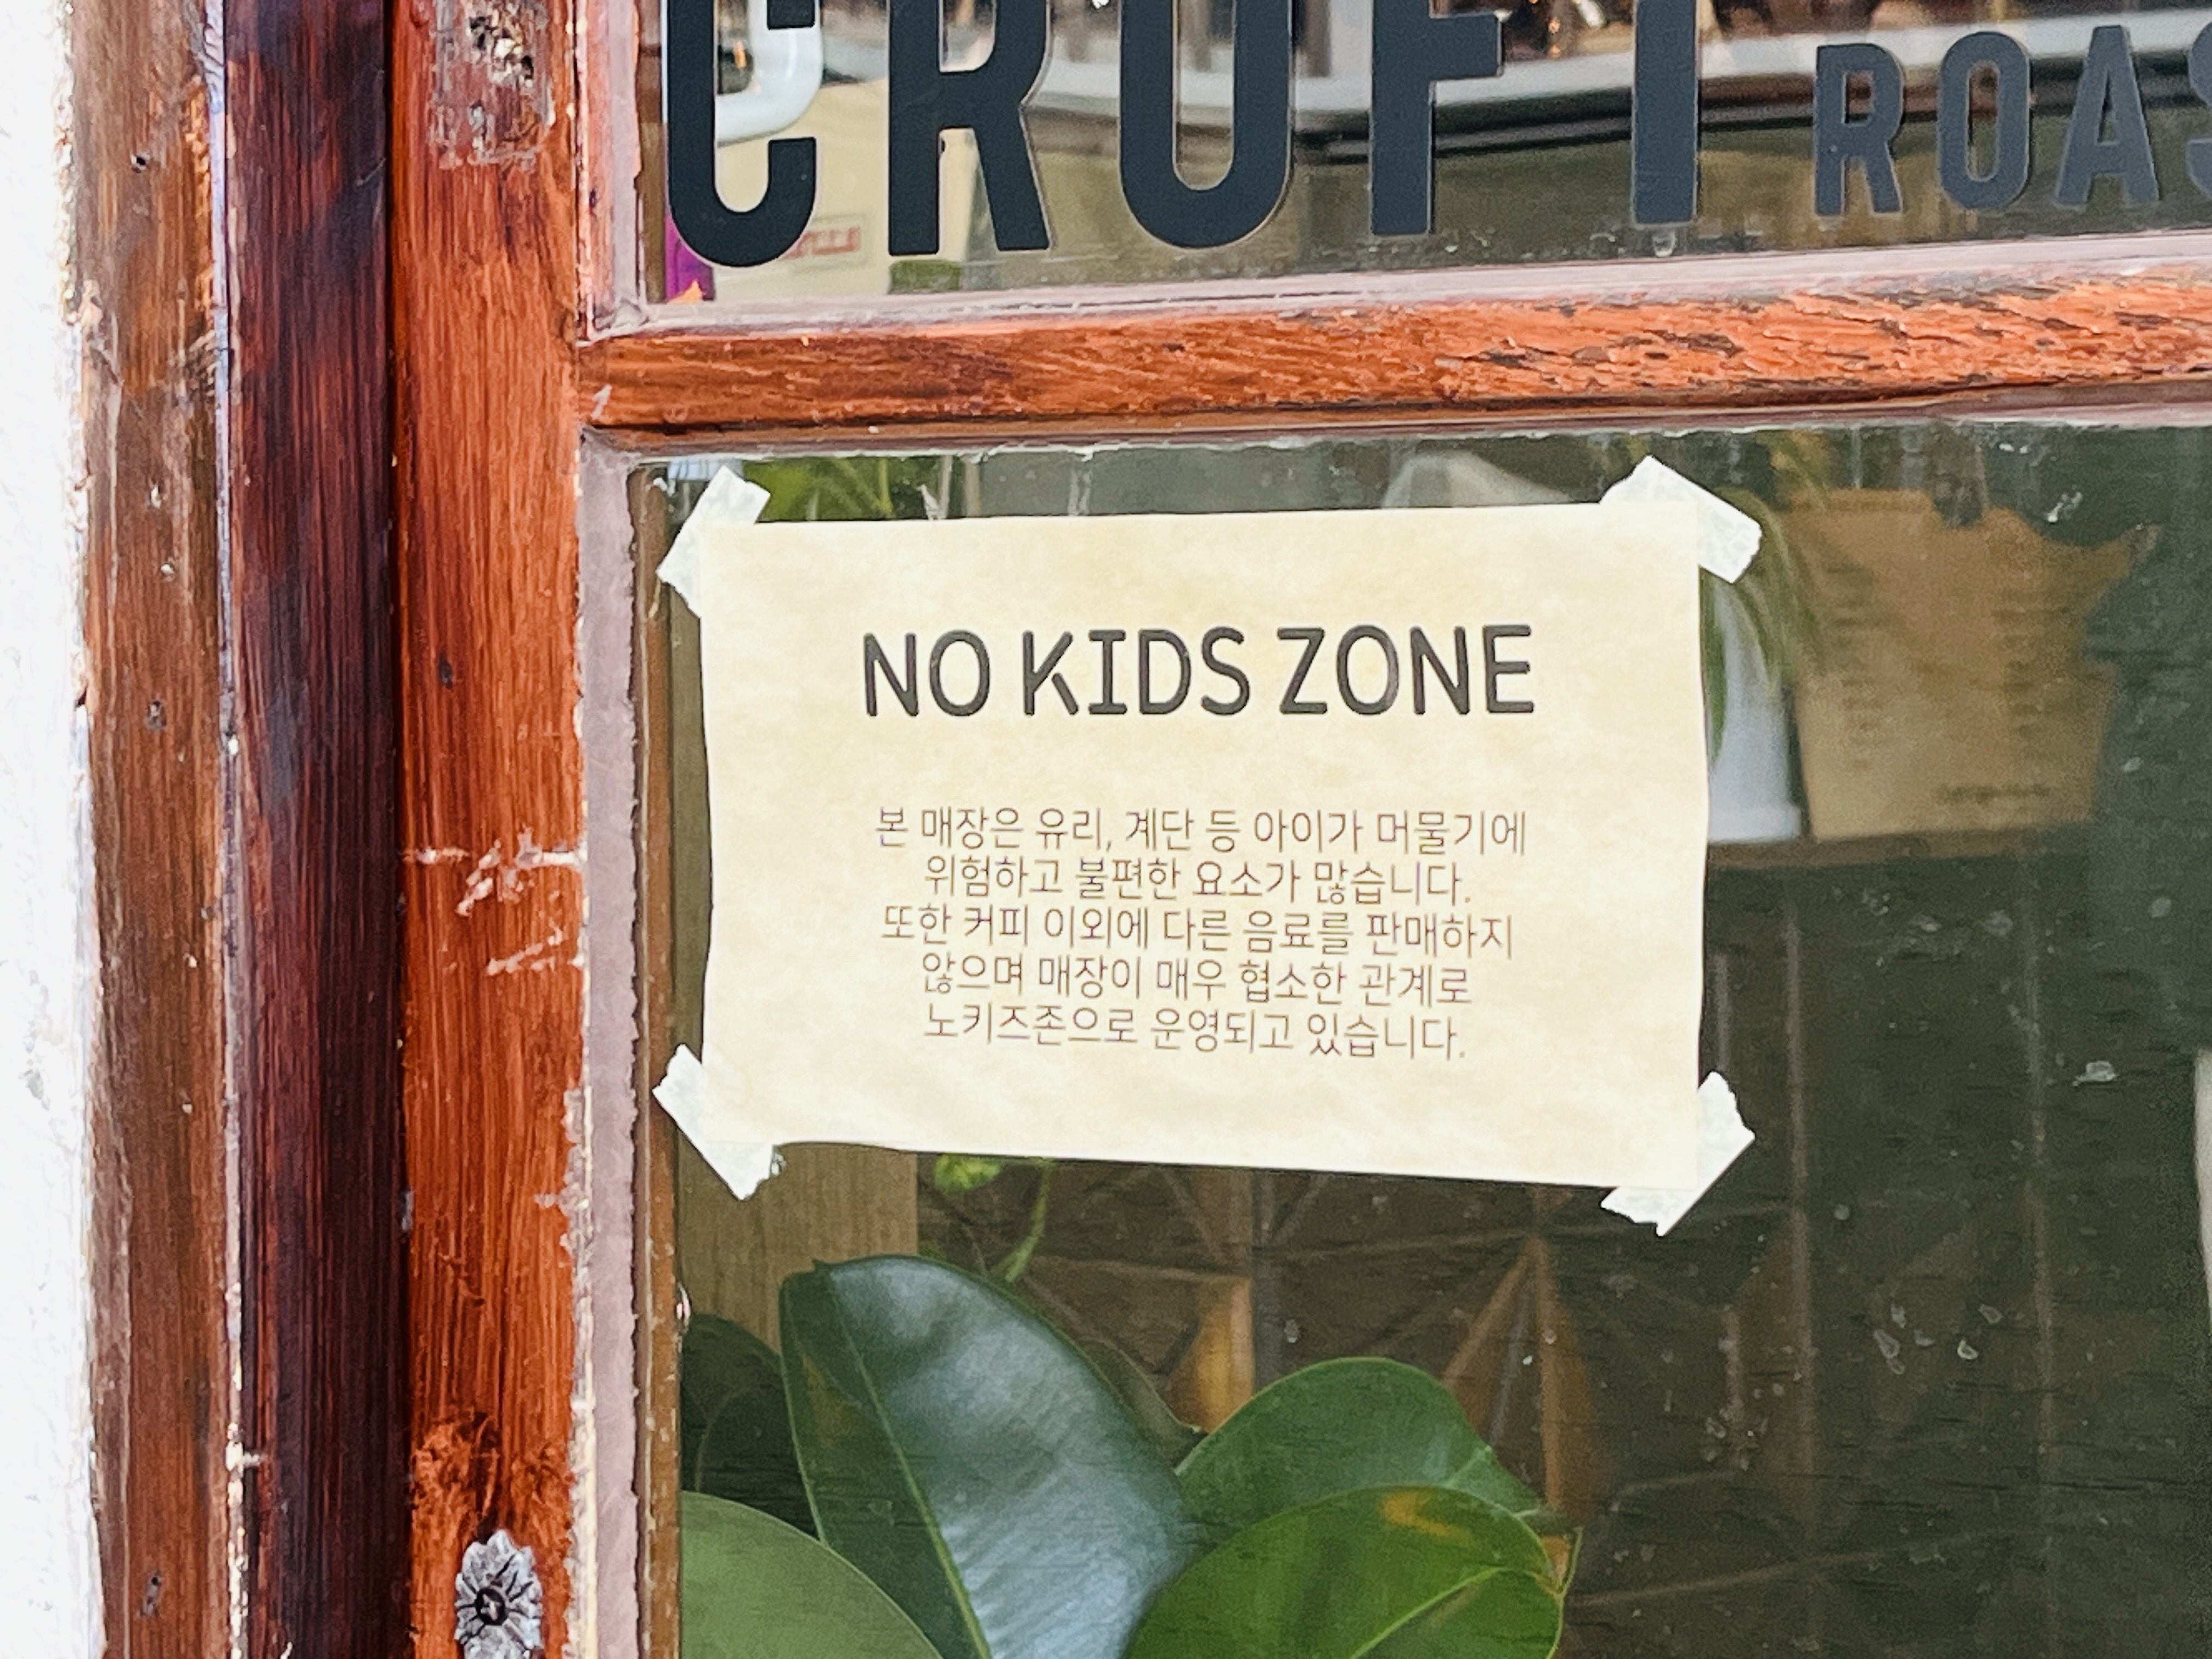 CROFT ROAS
NO KIDS ZONE
본 매장은 유리, 계단 등 아이가 머물기에
위험하고 불편한 요소가 많습니다.
또한 커피 이외에 다른 음료를 판매하지
않으며 매장이 매우 협소한 관계로
노키즈존으로 운영되고 있습니다.